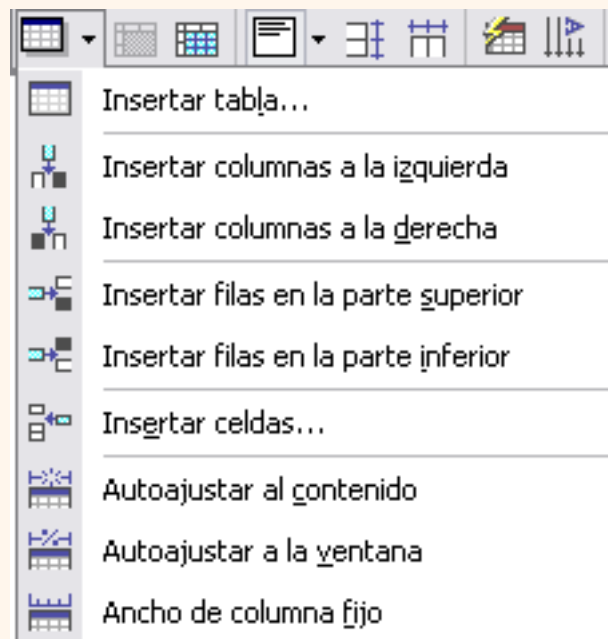 Insertar tabla...
Insertar columnas a la izquierda
Insertar columnas a la derecha
Insertar filas en la parte superior
Insertar filas en la parte inferior
Insertar celdas...
Autoajustar al contenido
Autoajustar a la ventana
Ancho de columna fijo